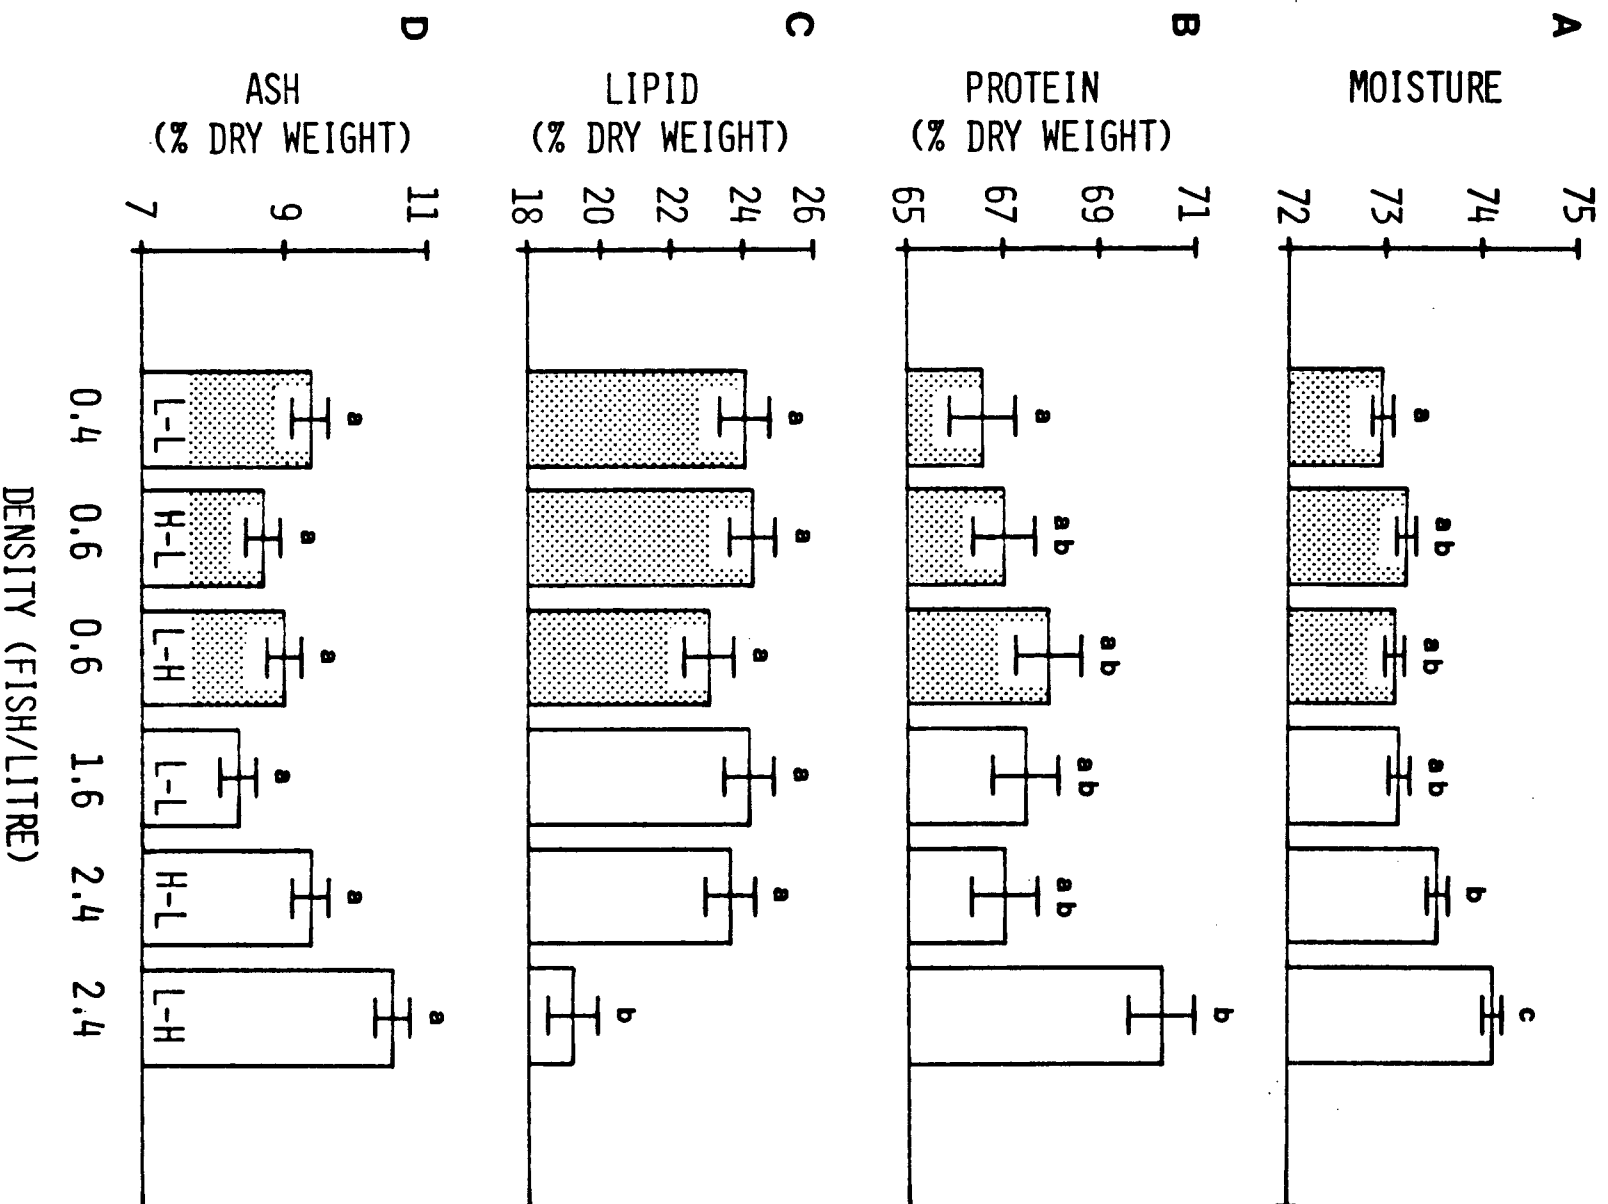 A
MOISTURE
75
74
73
72
a
ab
ab
ab
b
c
B
PROTEIN
(% DRY WEIGHT)
71
69
67
65
a
ab
ab
ab
ab
b
C
LIPID
(% DRY WEIGHT)
26
24
22
20
18
a
a
a
a
a
b
D
ASH
(% DRY WEIGHT)
11
9
7
a
a
a
a
a
a
L-L H-L L-H L-L H-L L-H
0.4 0.6 0.6 1.6 2.4 2.4
DENSITY (FISH/LITRE)